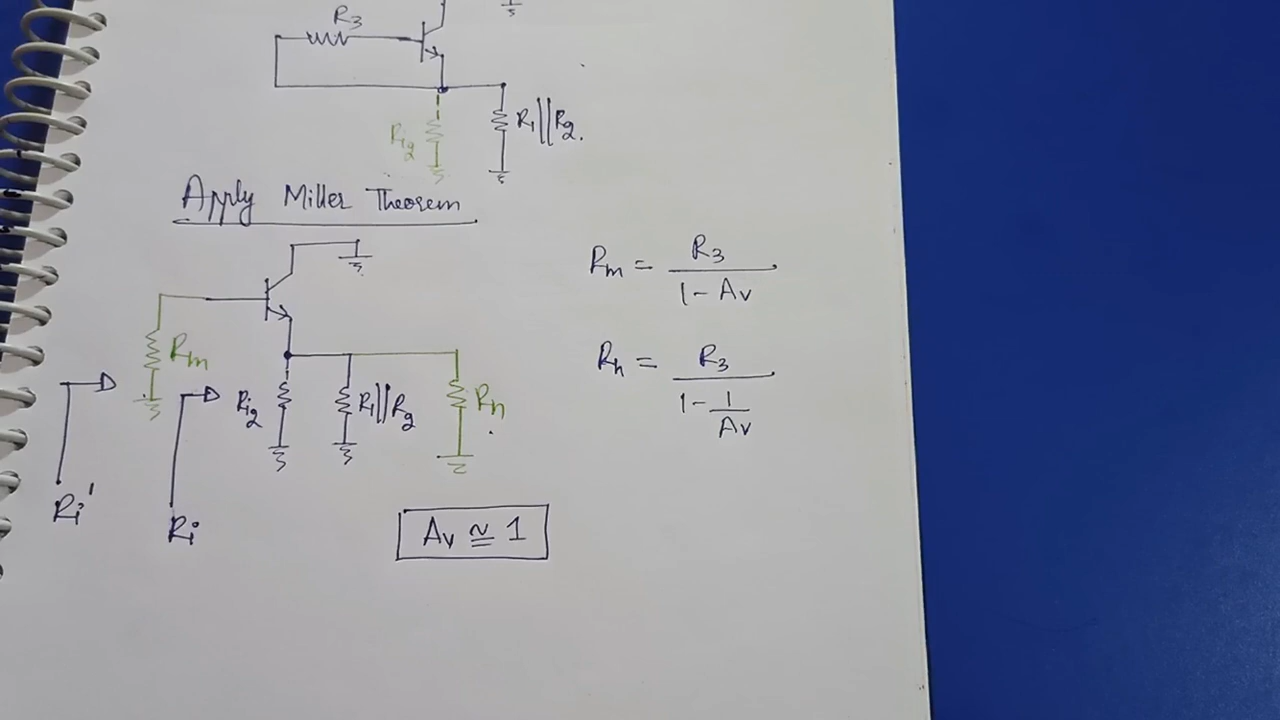 R3
Ri2
R1||R2.
Apply Miller Theorem
Rm = R3 / 1 - Av
Rm
Rn = R3 / 1 - 1/Av
Ri2
R1||R2
Rn
Ri'
Ri
Av ≅ 1